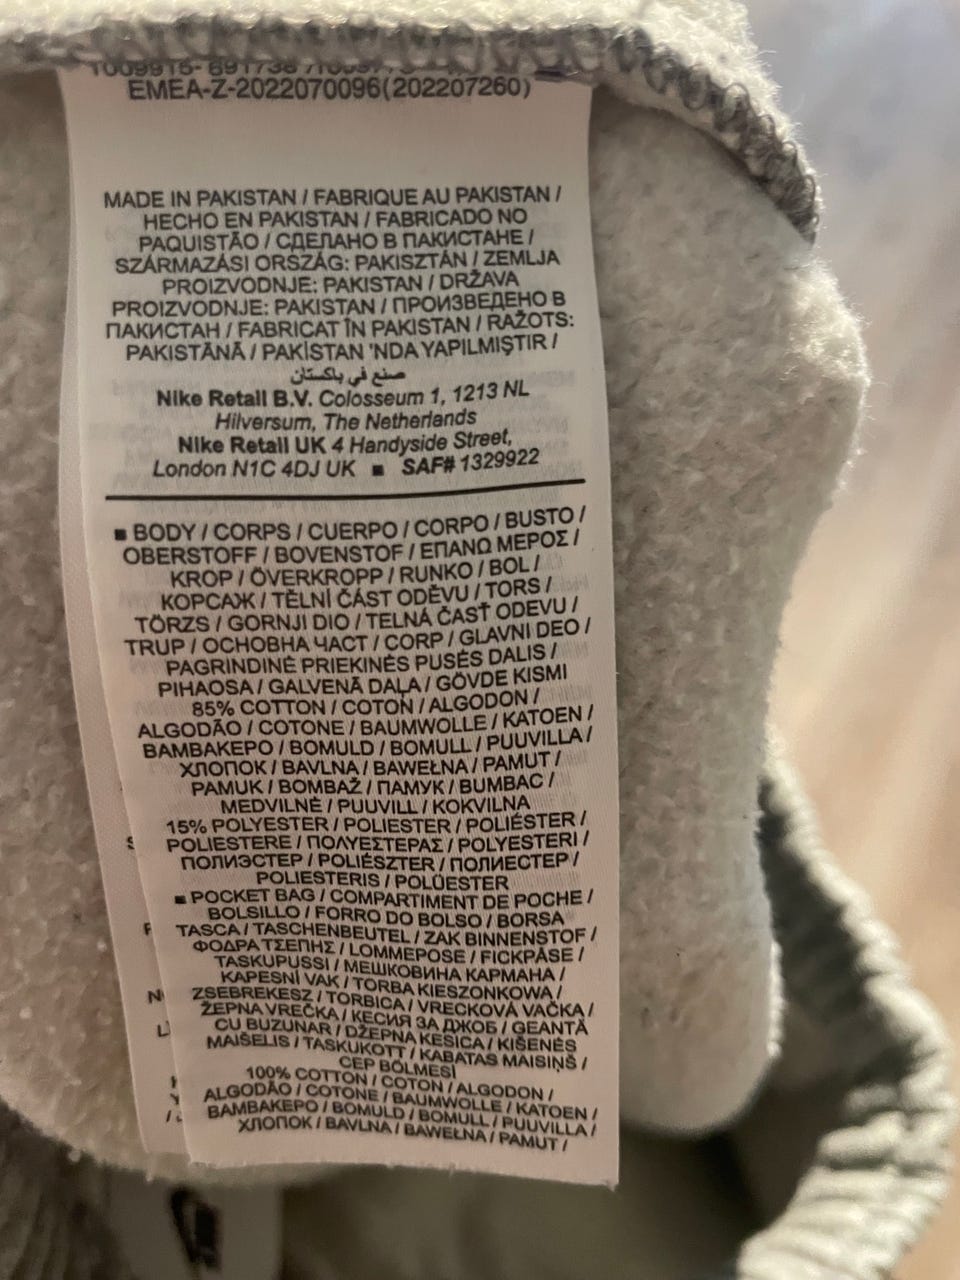 EMEA-Z-2022070096(202207260)
MADE IN PAKISTAN / FABRIQUE AU PAKISTAN /
HECHO EN PAKISTAN / FABRICADO NO
PAQUISTÃO / СДЕЛАНО В ПАКИСТАНЕ /
SZÁRMAZÁSI ORSZÁG: PAKISZTÁN / ZEMLJA
PROIZVODNJE: PAKISTAN / DRŽAVA
PROIZVODNJE: PAKISTAN / ПРОИЗВЕДЕНО В
ПАКИСТАН / FABRICAT ÎN PAKISTAN / RAŽOTS:
PAKISTĀNĀ / PAKİSTAN 'NDA YAPILMIŞTIR /
صنع في باكستان
Nike Retail B.V. Colosseum 1, 1213 NL
Hilversum, The Netherlands
Nike Retail UK 4 Handyside Street,
London N1C 4DJ UK ■ SAF# 1329922
■ BODY / CORPS / CUERPO / CORPO / BUSTO /
OBERSTOFF / BOVENSTOF / ΕΠΑΝΩ ΜΕΡΟΣ /
KROP / ÖVERKROPP / RUNKO / BOL /
КОРСАЖ / TĚLNÍ ČÁST ODĚVU / TORS /
TÖRZS / GORNJI DIO / TELNÁ ČASŤ ODEVU /
TRUP / ОСНОВНА ЧАСТ / CORP / GLAVNI DEO /
PAGRINDINĖ PRIEKINĖS PUSĖS DALIS /
PIHAOSA / GALVENĀ DAĻA / GÖVDE KISMI
85% COTTON / COTON / ALGODON /
ALGODÃO / COTONE / BAUMWOLLE / KATOEN /
ΒΑΜΒΑΚΕΡΟ / BOMULD / BOMULL / PUUVILLA /
ХЛОПОК / BAVLNA / BAWEŁNA / PAMUT /
PAMUK / BOMBAŽ / ПАМУК / BUMBAC /
MEDVILNĖ / PUUVILL / KOKVILNA
15% POLYESTER / POLIESTER / POLIÉSTER /
POLIESTERE / ΠΟΛΥΕΣΤΕΡΑΣ / POLYESTERI /
ПОЛИЭСТЕР / POLIÉSZTER / ПОЛИЕСТЕР /
POLIESTERIS / POLÜESTER
■ POCKET BAG / COMPARTIMENT DE POCHE /
BOLSILLO / FORRO DO BOLSO / BORSA
TASCA / TASCHENBEUTEL / ZAK BINNENSTOF /
ΦΟΔΡΑ ΤΣΕΠΗΣ / LOMMEPOSE / FICKPÅSE /
TASKUPUSSI / МЕШКОВИНА КАРМАНА /
KAPESNÍ VAK / TORBA KIESZONKOWA /
ZSEBREKESZ / TORBICA / VRECKOVÁ VAČKA /
ŽEPNA VREČKA / КЕСИЯ ЗА ДЖОБ / GEANTĂ
CU BUZUNAR / DŽEPNA KESICA / KIŠENĖS
MAIŠELIS / TASKUKOTT / KABATAS MAISIŅŠ /
CEP BÖLMESİ
100% COTTON / COTON / ALGODON /
ALGODÃO / COTONE / BAUMWOLLE / KATOEN /
ΒΑΜΒΑΚΕΡΟ / BOMULD / BOMULL / PUUVILLA /
ХЛОПОК / BAVLNA / BAWEŁNA / PAMUT /